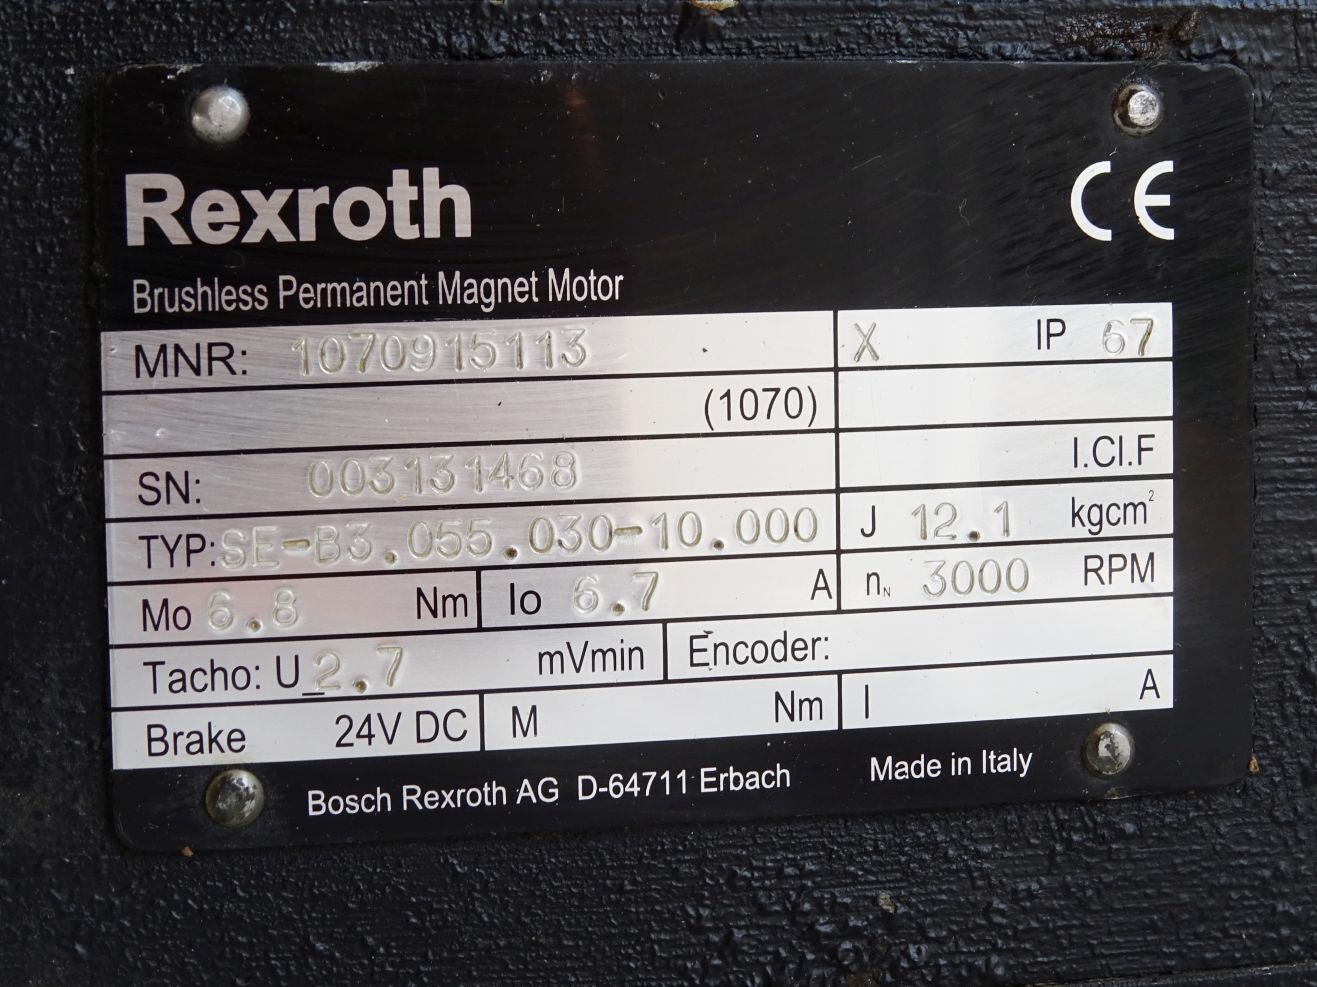 Rexroth CE
Brushless Permanent Magnet Motor
MNR: 1070915113 X IP 67
(1070)
SN: 003131468 I.Cl.F
TYP: SE-B3.055.030-10.000 J 12.1 kgcm²
Mo 6.8 Nm Io 6.7 A nN 3000 RPM
Tacho: U_2.7 mVmin Encoder:
Brake 24V DC M Nm I A
Bosch Rexroth AG D-64711 Erbach Made in Italy